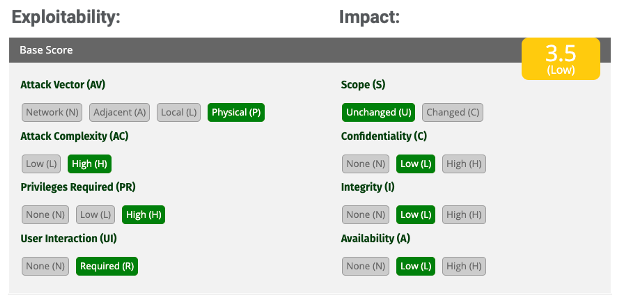 Exploitability: Impact:
Base Score
3.5
(Low)
Attack Vector (AV) Scope (S)
Network (N) Adjacent (A) Local (L) Physical (P) Unchanged (U) Changed (C)
Attack Complexity (AC) Confidentiality (C)
Low (L) High (H) None (N) Low (L) High (H)
Privileges Required (PR) Integrity (I)
None (N) Low (L) High (H) None (N) Low (L) High (H)
User Interaction (UI) Availability (A)
None (N) Required (R) None (N) Low (L) High (H)